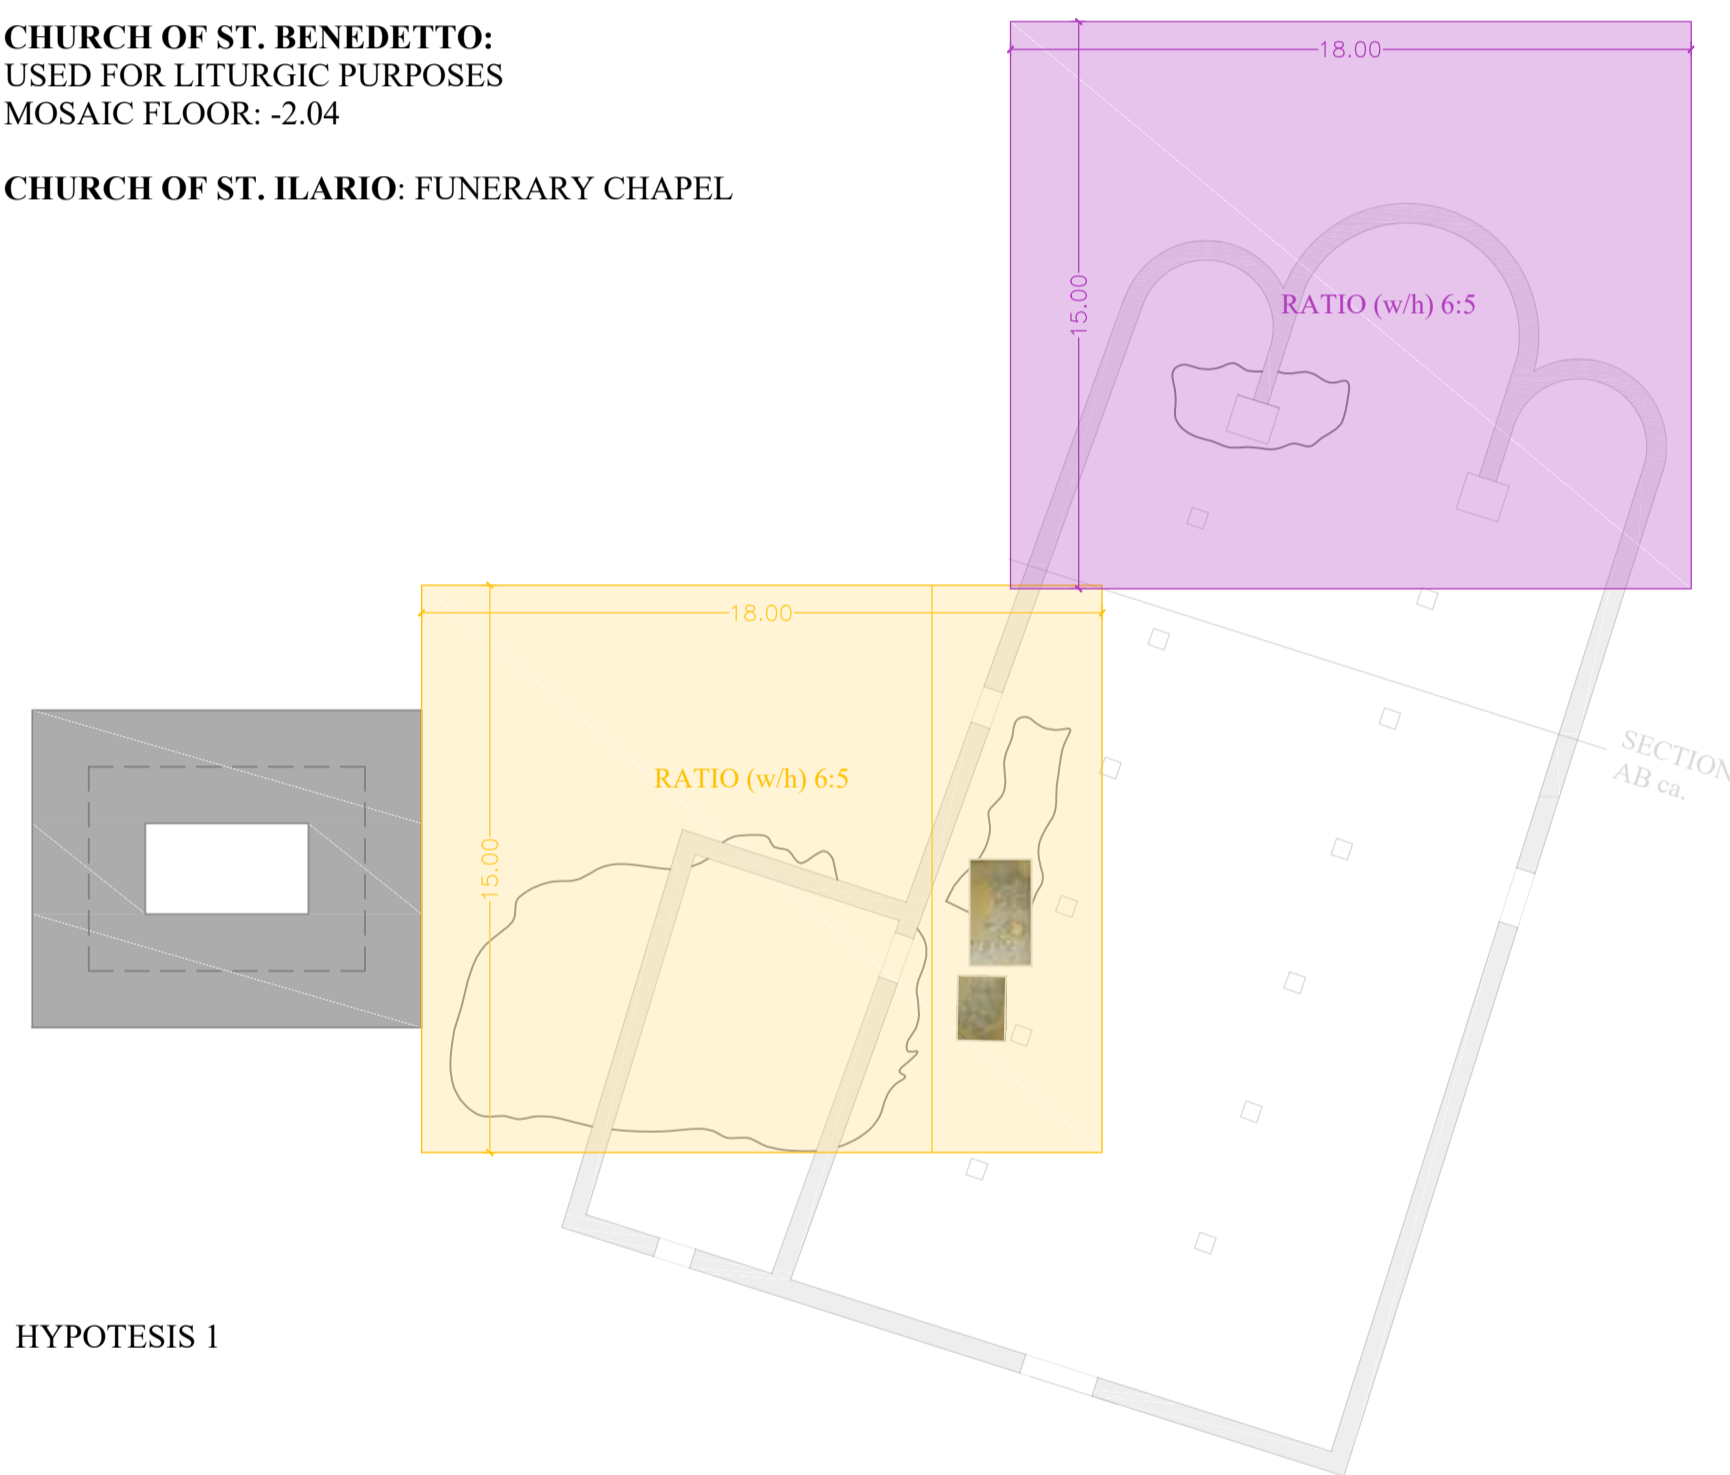 CHURCH OF ST. BENEDETTO:
USED FOR LITURGIC PURPOSES
MOSAIC FLOOR: -2.04
CHURCH OF ST. ILARIO: FUNERARY CHAPEL
18.00
15.00
RATIO (w/h) 6:5
18.00
15.00
RATIO (w/h) 6:5
SECTION
AB ca.
HYPOTESIS 1